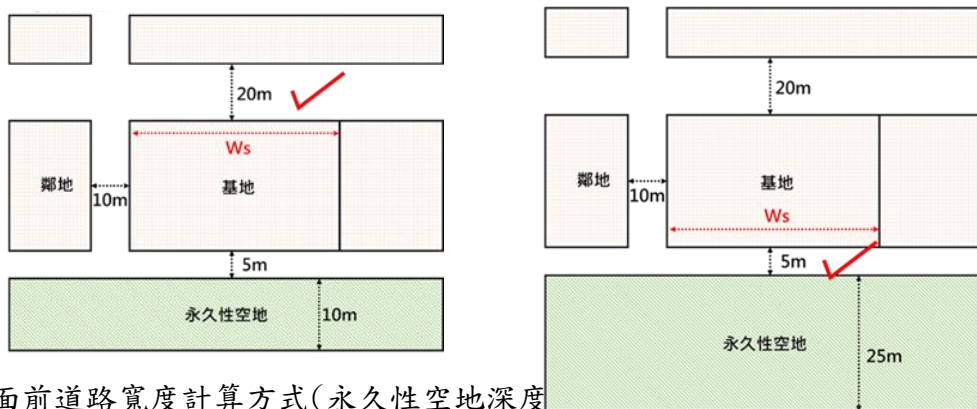 20m
Ws
鄰地
10m
基地
5m
永久性空地
10m
20m
鄰地
10m
基地
Ws
5m
永久性空地
25m
面前道路寬度計算方式(永久性空地深度